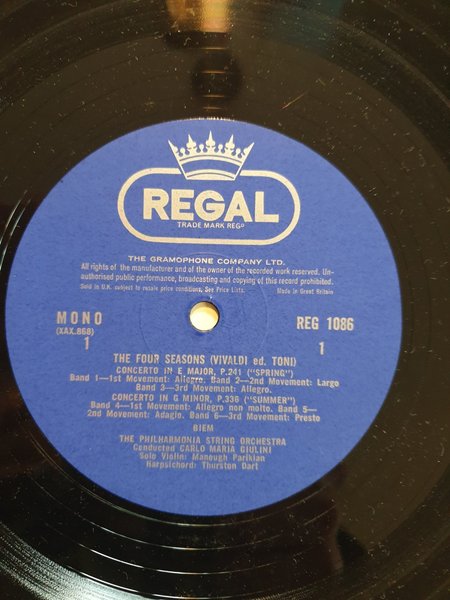 REGAL
TRADE MARK REGD
THE GRAMOPHONE COMPANY LTD.
All rights of the manufacturer and of the owner of the recorded work reserved. Un-
authorised public performance, broadcasting and copying of this record prohibited.
Sold in U.K. subject to resale price conditions, See Price Lists. Made in Great Britain
MONO REG 1086
(XAX.868)
1 1
THE FOUR SEASONS (VIVALDI ed. TONI)
CONCERTO IN E MAJOR, P.241 ("SPRING")
Band 1—1st Movement: Allegro. Band 2—2nd Movement: Largo
Band 3—3rd Movement: Allegro.
CONCERTO IN G MINOR, P.336 ("SUMMER")
Band 4—1st Movement: Allegro non molto. Band 5—
2nd Movement: Adagio. Band 6—3rd Movement: Presto
BIEM
THE PHILHARMONIA STRING ORCHESTRA
Conducted CARLO MARIA GIULINI
Solo Violin: Manough Parikian
Harpsichord: Thurston Dart